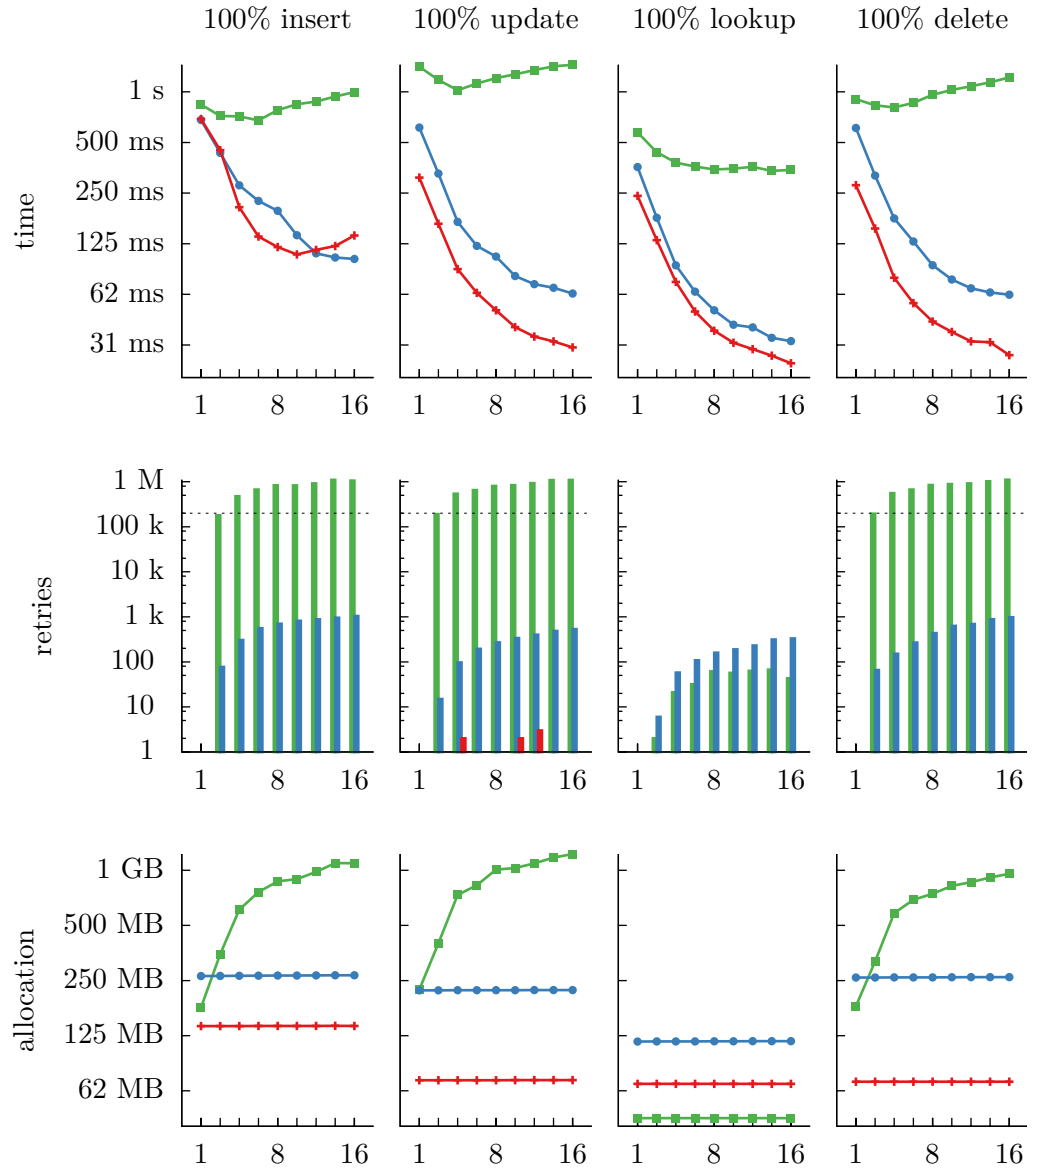 100% insert 100% update 100% lookup 100% delete
time
1 s
500 ms
250 ms
125 ms
62 ms
31 ms
1 8 16 1 8 16 1 8 16 1 8 16
retries
1 M
100 k
10 k
1 k
100
10
1
1 8 16 1 8 16 1 8 16 1 8 16
allocation
1 GB
500 MB
250 MB
125 MB
62 MB
1 8 16 1 8 16 1 8 16 1 8 16